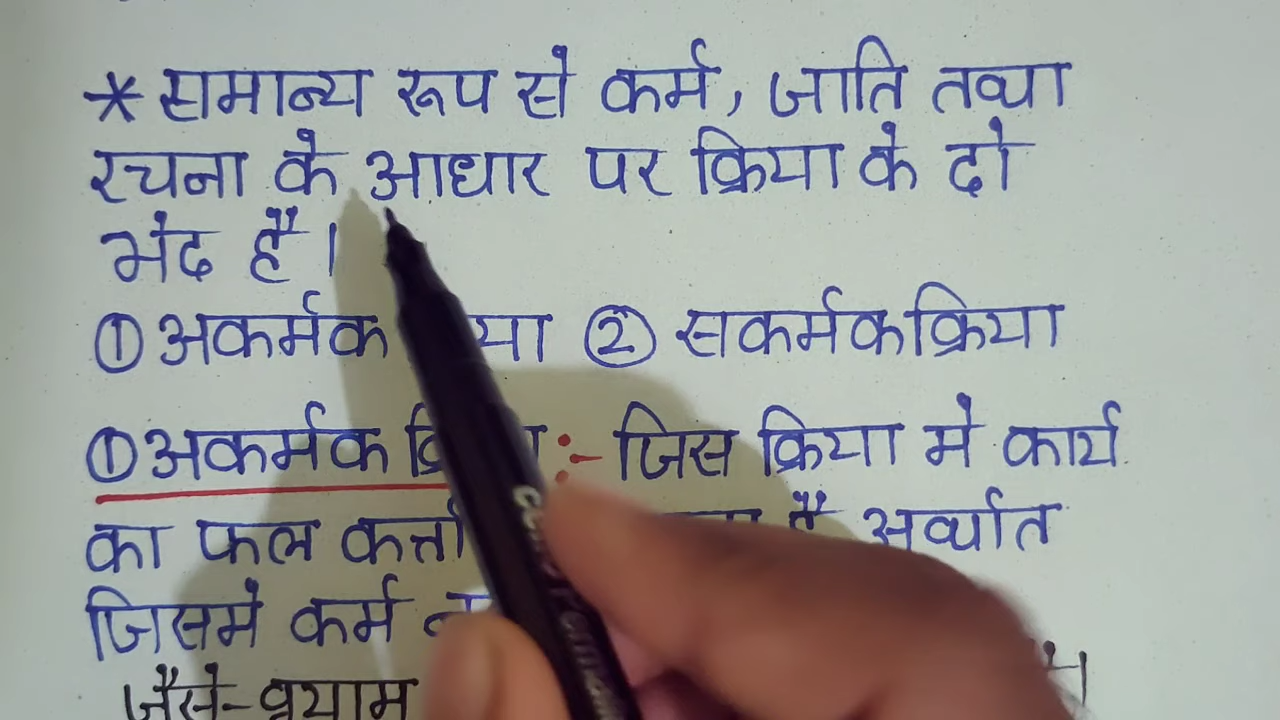 * सामान्य रूप से कर्म, जाति तथा
रचना के आधार पर क्रिया के दो
भेद हैं।
① अकर्मक ② सकर्मक क्रिया
① अकर्मक :- जिस क्रिया मे कार्य
का फल कर्त्ता अर्थात
जिसमे कर्म
जैसे- श्याम